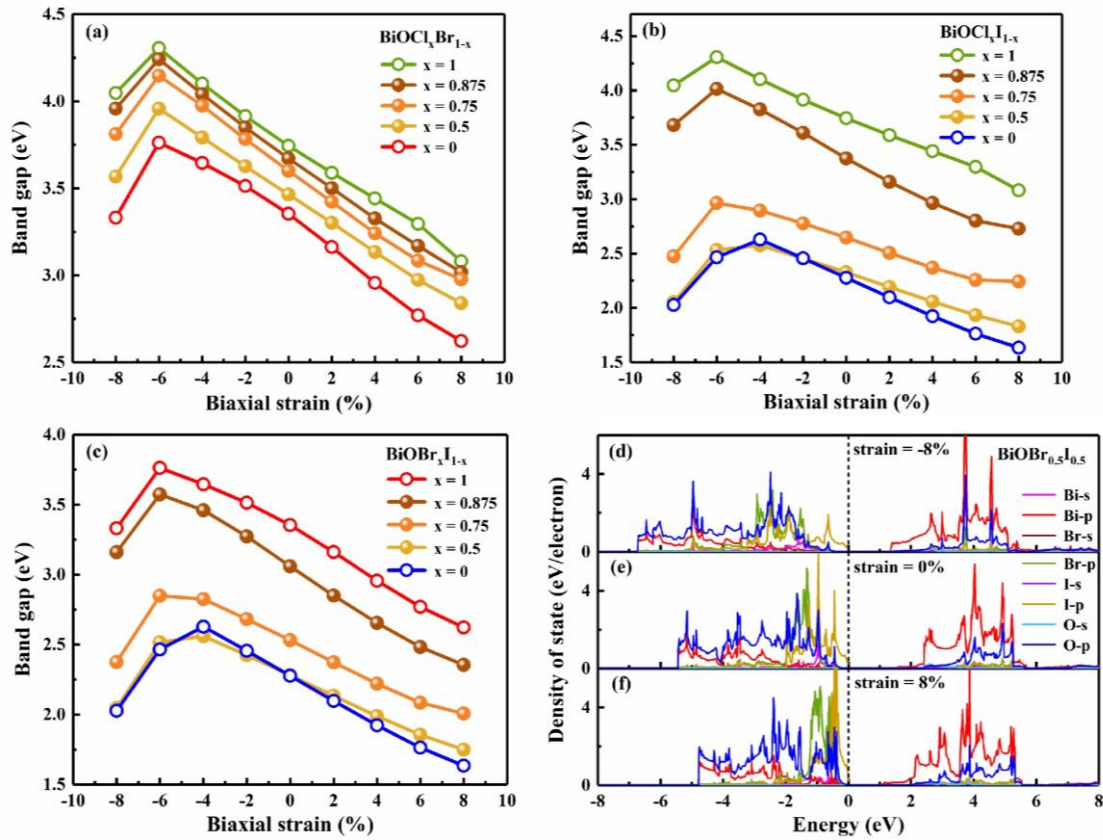 (a)
BiOClₓBr₁₋ₓ
x = 1
x = 0.875
x = 0.75
x = 0.5
x = 0
4.5
4.0
3.5
3.0
2.5
Band gap (eV)
-10 -8 -6 -4 -2 0 2 4 6 8 10
Biaxial strain (%)
(b)
BiOClₓI₁₋ₓ
x = 1
x = 0.875
x = 0.75
x = 0.5
x = 0
4.5
4.0
3.5
3.0
2.5
2.0
1.5
Band gap (eV)
-10 -8 -6 -4 -2 0 2 4 6 8 10
Biaxial strain (%)
(c)
BiOBrₓI₁₋ₓ
x = 1
x = 0.875
x = 0.75
x = 0.5
x = 0
4.0
3.5
3.0
2.5
2.0
1.5
Band gap (eV)
-10 -8 -6 -4 -2 0 2 4 6 8 10
Biaxial strain (%)
(d)
strain = -8%
BiOBr₀.₅I₀.₅
Bi-s
Bi-p
Br-s
Br-p
I-s
I-p
O-s
O-p
(e)
strain = 0%
(f)
strain = 8%
4
0
4
0
4
0
Density of state (eV/electron)
-8 -6 -4 -2 0 2 4 6 8
Energy (eV)